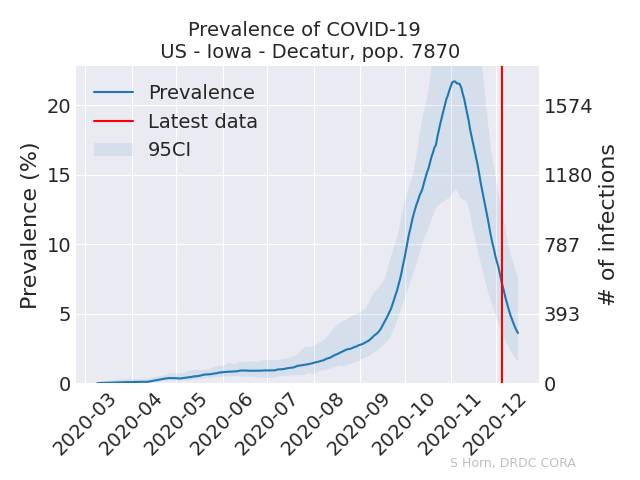 Prevalence of COVID-19
US - Iowa - Decatur, pop. 7870
Prevalence
Latest data
95CI
Prevalence (%)
20
15
10
5
0
1574
1180
787
393
0
# of infections
2020-03
2020-04
2020-05
2020-06
2020-07
2020-08
2020-09
2020-10
2020-11
2020-12
S Horn, DRDC CORA